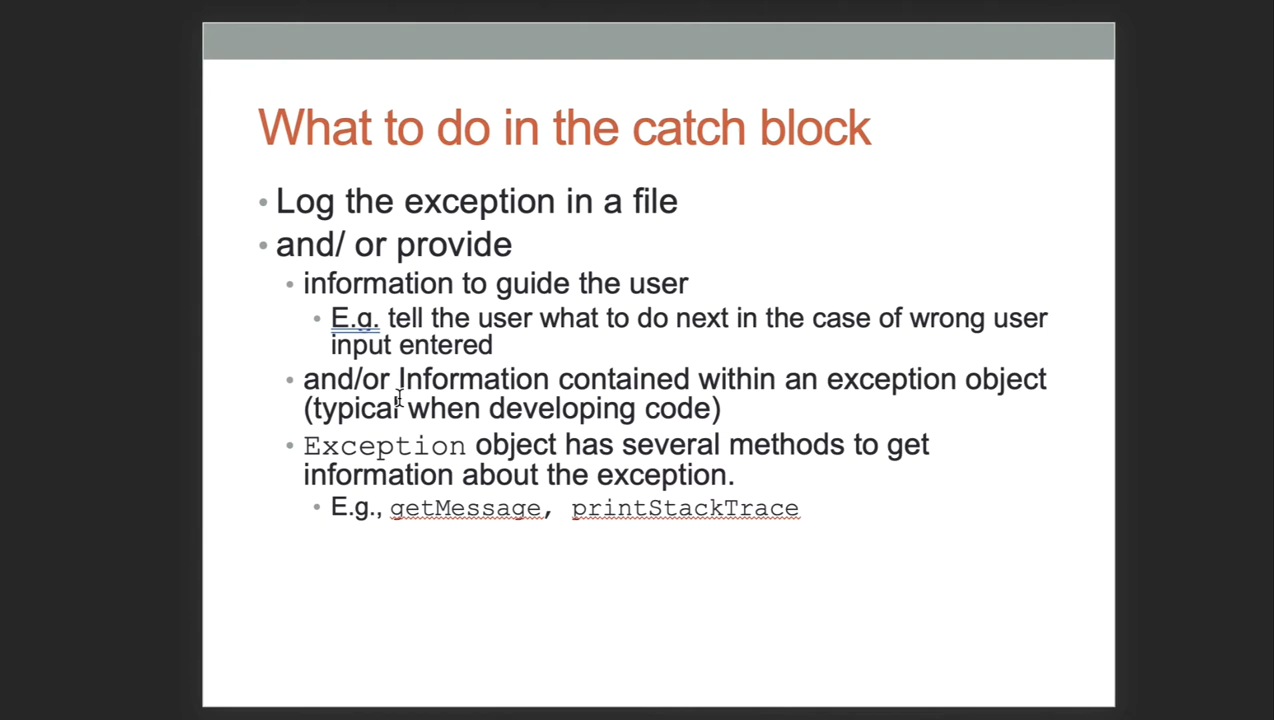 What to do in the catch block
• Log the exception in a file
• and/ or provide
• information to guide the user
• E.g. tell the user what to do next in the case of wrong user
input entered
• and/or Information contained within an exception object
(typical when developing code)
• Exception object has several methods to get
information about the exception.
• E.g., getMessage, printStackTrace